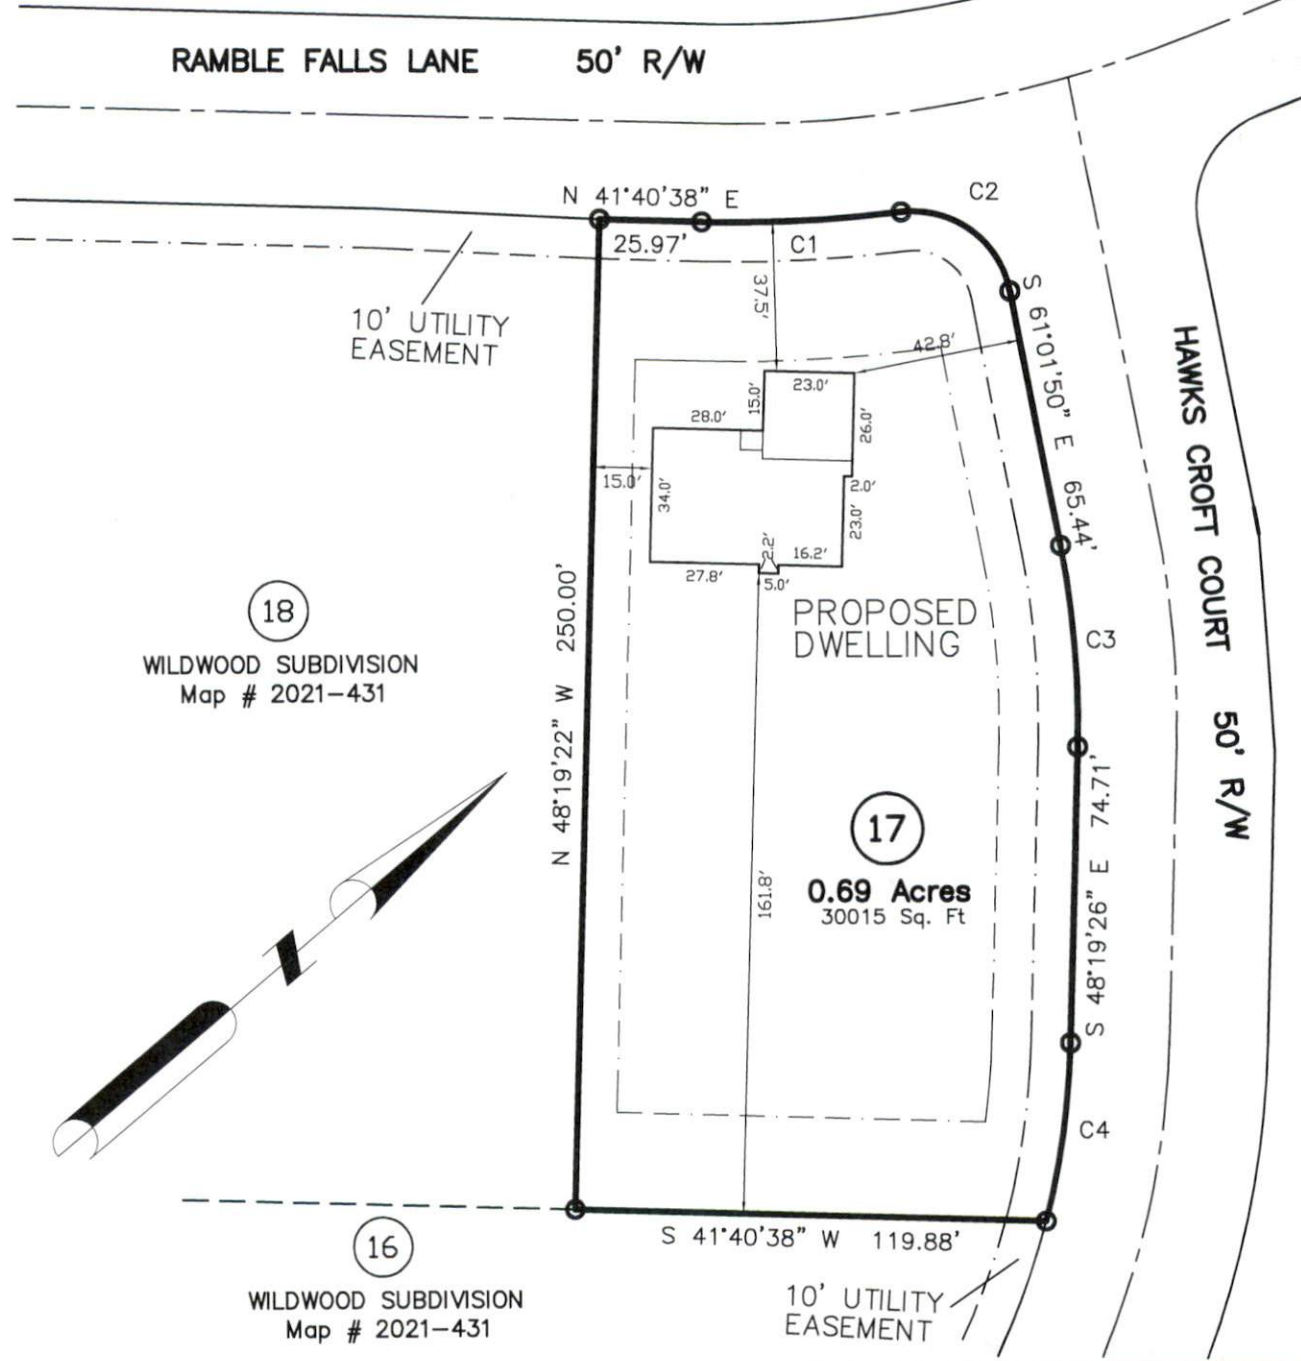 RAMBLE FALLS LANE 50' R/W
N 41°40'38" E
25.97'
C1
C2
10' UTILITY
EASEMENT
37.5'
S 61°01'50" E 65.44'
42.8'
HAWKS CROFT COURT 50' R/W
23.0'
15.0'
28.0'
26.0'
15.0'
34.0'
2.0'
23.0'
2.2'
16.2'
27.8'
5.0'
PROPOSED
DWELLING
C3
18
WILDWOOD SUBDIVISION
Map # 2021-431
N 48°19'22" W 250.00'
17
0.69 Acres
30015 Sq. Ft
161.8'
S 48°19'26" E 74.71'
N
C4
S 41°40'38" W 119.88'
16
WILDWOOD SUBDIVISION
Map # 2021-431
10' UTILITY
EASEMENT